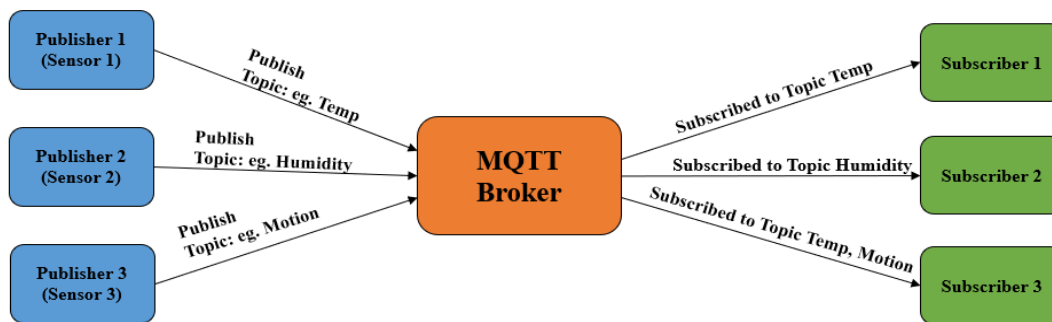 Publisher 1
(Sensor 1)
Publish
Topic: eg. Temp
Publisher 2
(Sensor 2)
Publish
Topic: eg. Humidity
Publisher 3
(Sensor 3)
Publish
Topic: eg. Motion
MQTT
Broker
Subscribed to Topic Temp
Subscriber 1
Subscribed to Topic Humidity
Subscriber 2
Subscribed to Topic Temp, Motion
Subscriber 3